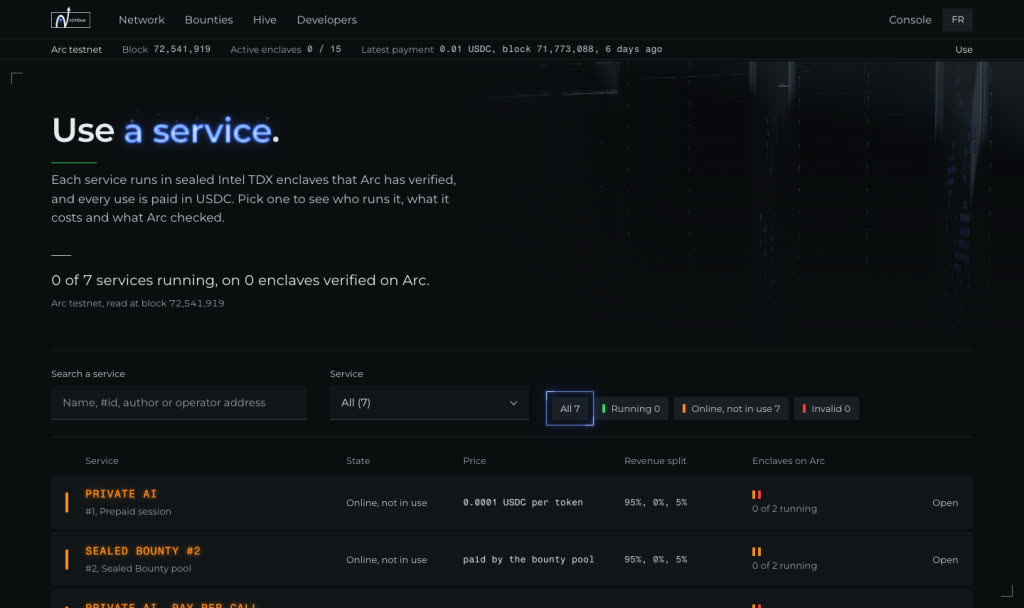 Network Bounties Hive Developers Console FR
Arc testnet Block 72,541,919 Active enclaves 0 / 15 Latest payment 0.01 USDC, block 71,773,088, 6 days ago Use
Use a service.
Each service runs in sealed Intel TDX enclaves that Arc has verified,
and every use is paid in USDC. Pick one to see who runs it, what it
costs and what Arc checked.
0 of 7 services running, on 0 enclaves verified on Arc.
Arc testnet, read at block 72,541,919
Search a service Service
Name, #id, author or operator address All (7) All 7 Running 0 Online, not in use 7 Invalid 0
Service State Price Revenue split Enclaves on Arc
PRIVATE AI
#1, Prepaid session Online, not in use 0.0001 USDC per token 95%, 0%, 5% 0 of 2 running Open
SEALED BOUNTY #2
#2, Sealed Bounty pool Online, not in use paid by the bounty pool 95%, 0%, 5% 0 of 2 running Open
PRIVATE AI, PAY PER CALL